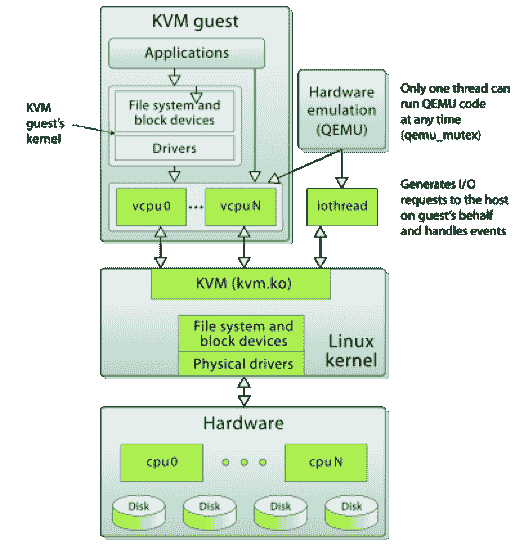 KVM guest
Applications
File system and
block devices
Drivers
KVM
guest's
kernel
vcpu0 ... vcpuN
Hardware
emulation
(QEMU)
Only one thread can
run QEMU code
at any time
(qemu_mutex)
iothread
Generates I/O
requests to the host
on guest's behalf
and handles events
KVM (kvm.ko)
File system and
block devices
Physical drivers
Linux
kernel
Hardware
cpu0
cpuN
Disk
Disk
Disk
Disk